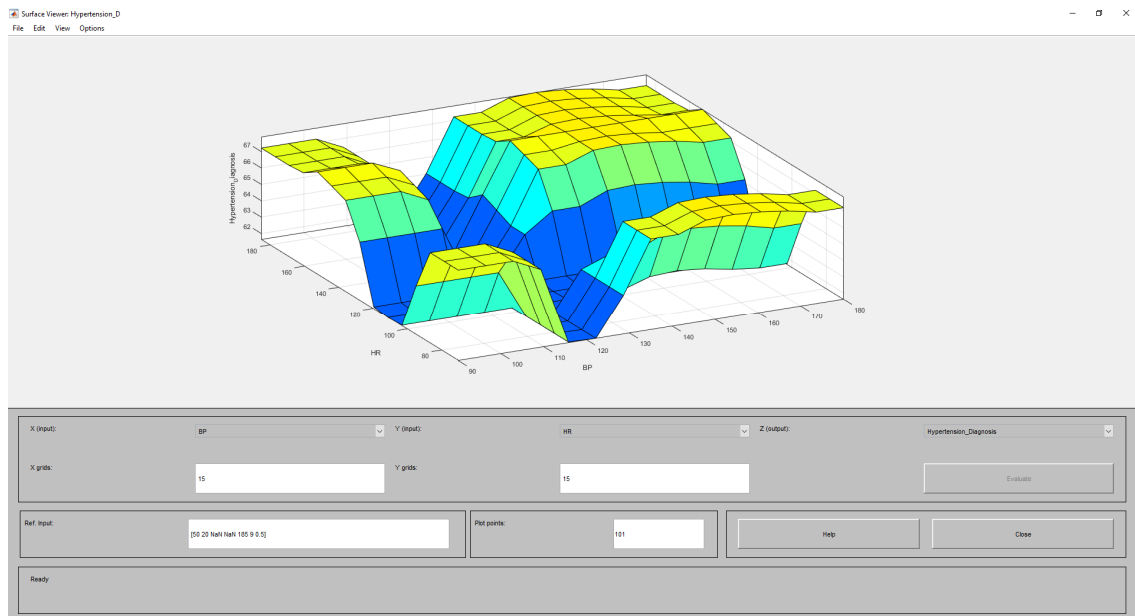 Surface Viewer: Hypertension_D
File Edit View Options
67
66
65
64
63
62
Hypertension_Diagnosis
180
160
140
120
100
80
HR
90
100
110
120
130
140
150
160
170
180
BP
X (input): BP Y (input): HR Z (output): Hypertension_Diagnosis
X grids: 15 Y grids: 15 Evaluate
Ref. Input: [50 20 NaN NaN 185 9 0.5] Plot points: 101 Help Close
Ready